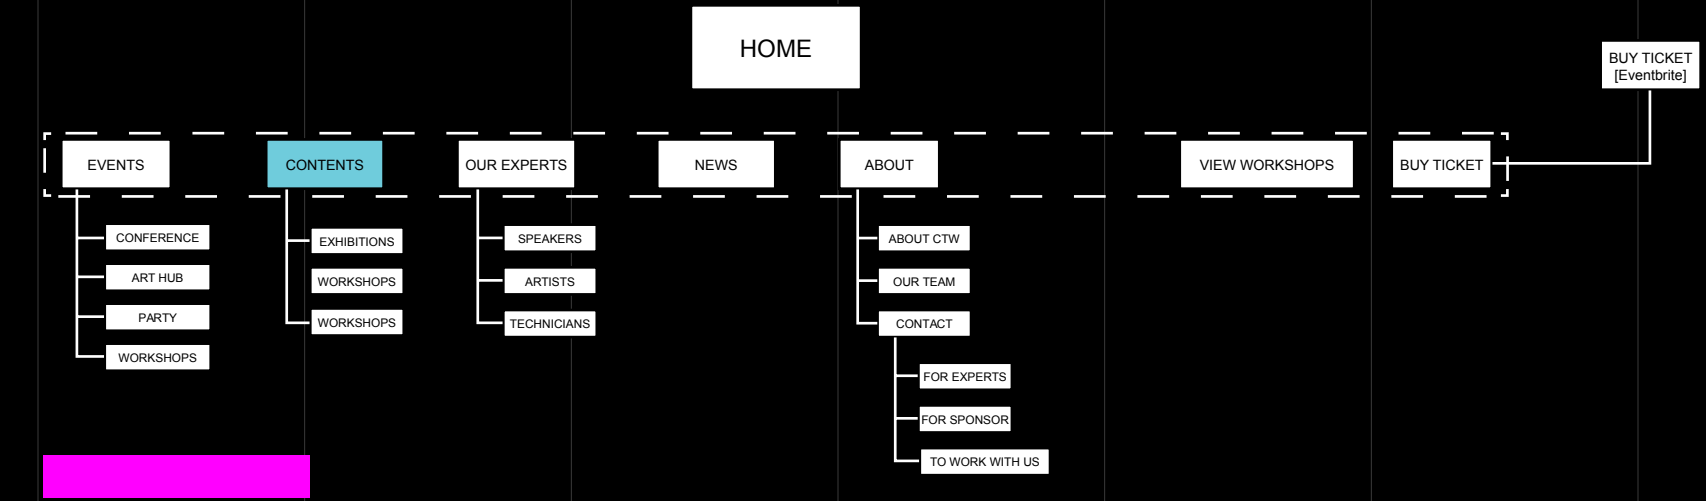 HOME
BUY TICKET
[Eventbrite]
EVENTS
CONTENTS
OUR EXPERTS
NEWS
ABOUT
VIEW WORKSHOPS
BUY TICKET
CONFERENCE
ART HUB
PARTY
WORKSHOPS
EXHIBITIONS
WORKSHOPS
WORKSHOPS
SPEAKERS
ARTISTS
TECHNICIANS
ABOUT CTW
OUR TEAM
CONTACT
FOR EXPERTS
FOR SPONSOR
TO WORK WITH US